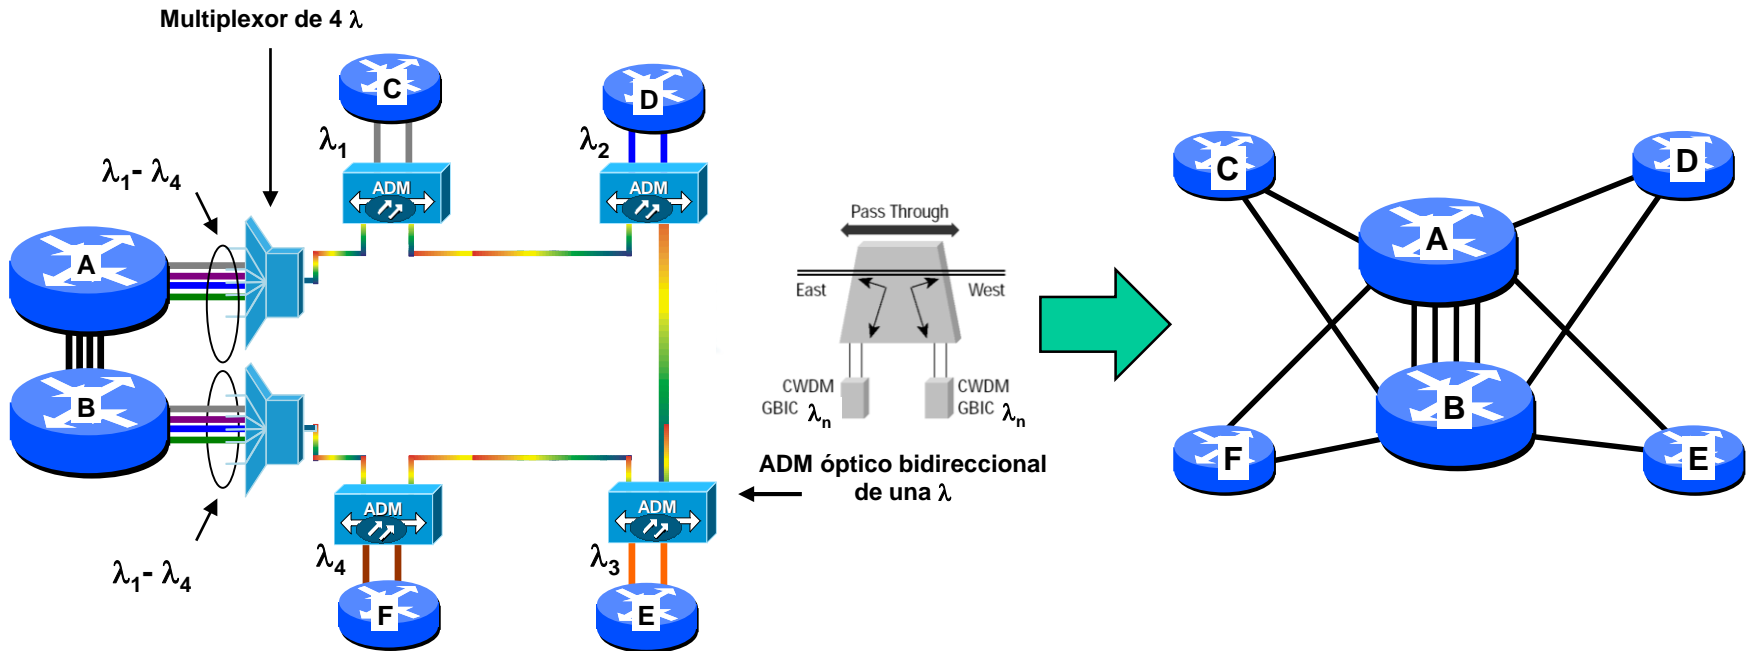 Multiplexor de 4 λ
C
D
λ1
λ2
λ1- λ4
ADM
ADM
A
B
ADM
ADM
λ4
λ3
F
E
λ1- λ4
Pass Through
East
West
CWDM
GBIC λn
CWDM
GBIC λn
ADM óptico bidireccional
de una λ
C
D
A
B
F
E